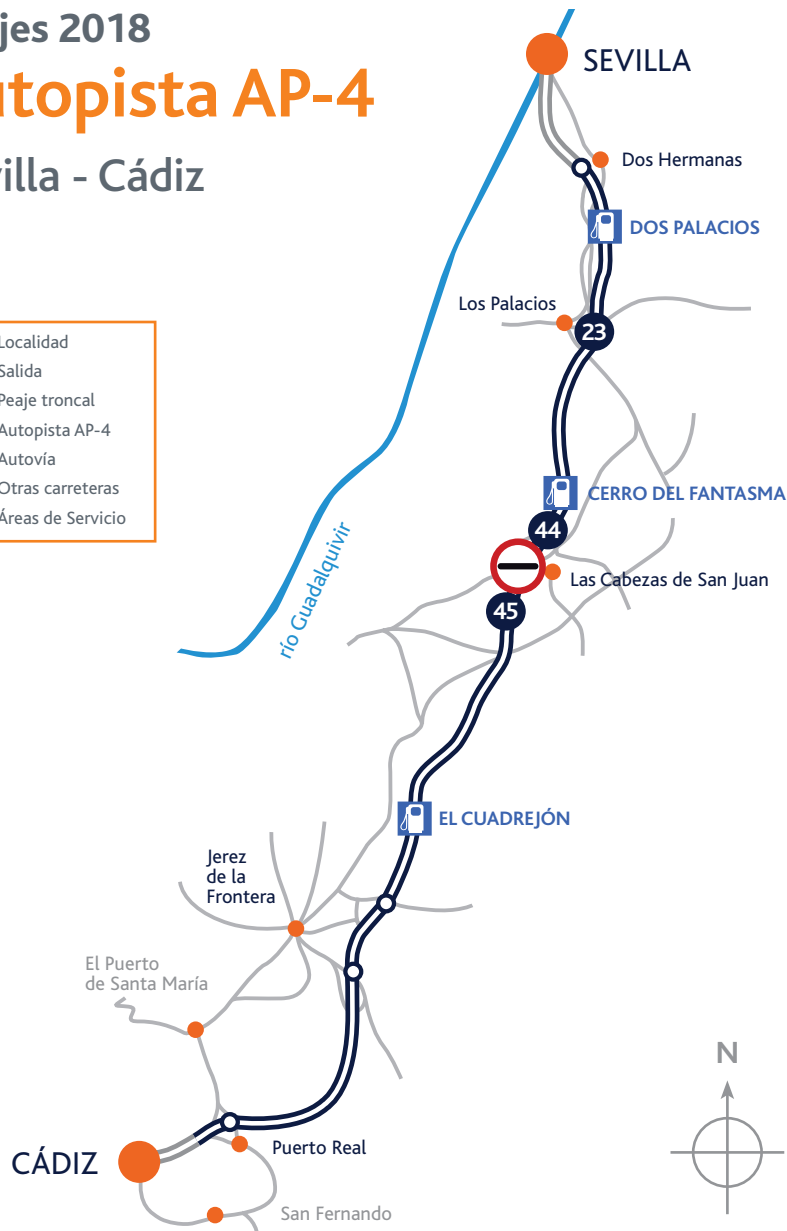 jes 2018
utopista AP-4
villa - Cádiz
SEVILLA
Dos Hermanas
DOS PALACIOS
Los Palacios
23
Localidad
Salida
Peaje troncal
Autopista AP-4
Autovía
Otras carreteras
Áreas de Servicio
CERRO DEL FANTASMA
44
Las Cabezas de San Juan
45
río Guadalquivir
EL CUADREJÓN
Jerez
de la
Frontera
El Puerto
de Santa María
N
CÁDIZ
Puerto Real
San Fernando